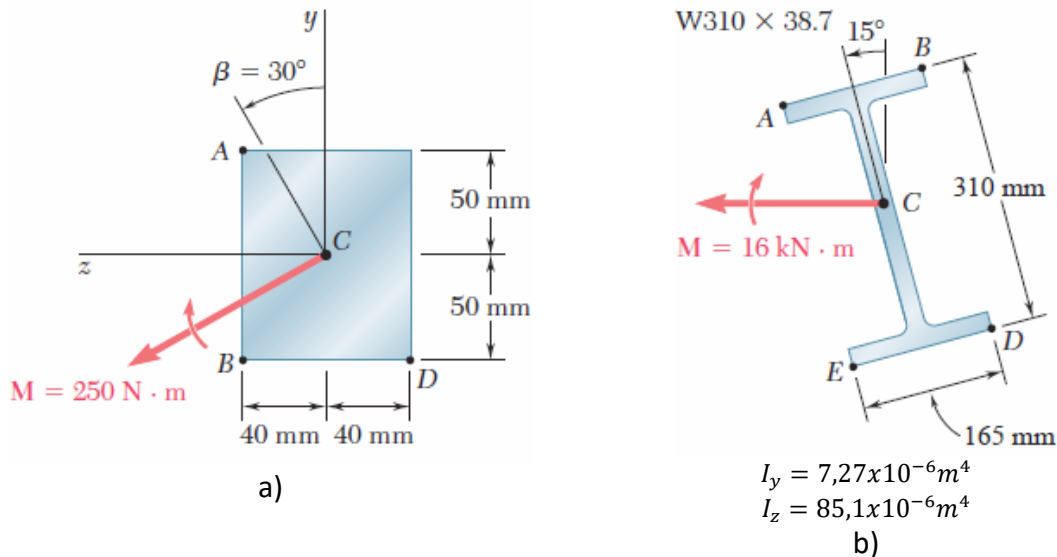 y
β = 30°
A
50 mm
C
z
50 mm
B
D
M = 250 N · m
40 mm 40 mm
a)
W310 × 38.7
15°
B
A
310 mm
C
M = 16 kN · m
D
E
165 mm
I_y = 7,27x10^{-6}m^4
I_z = 85,1x10^{-6}m^4
b)